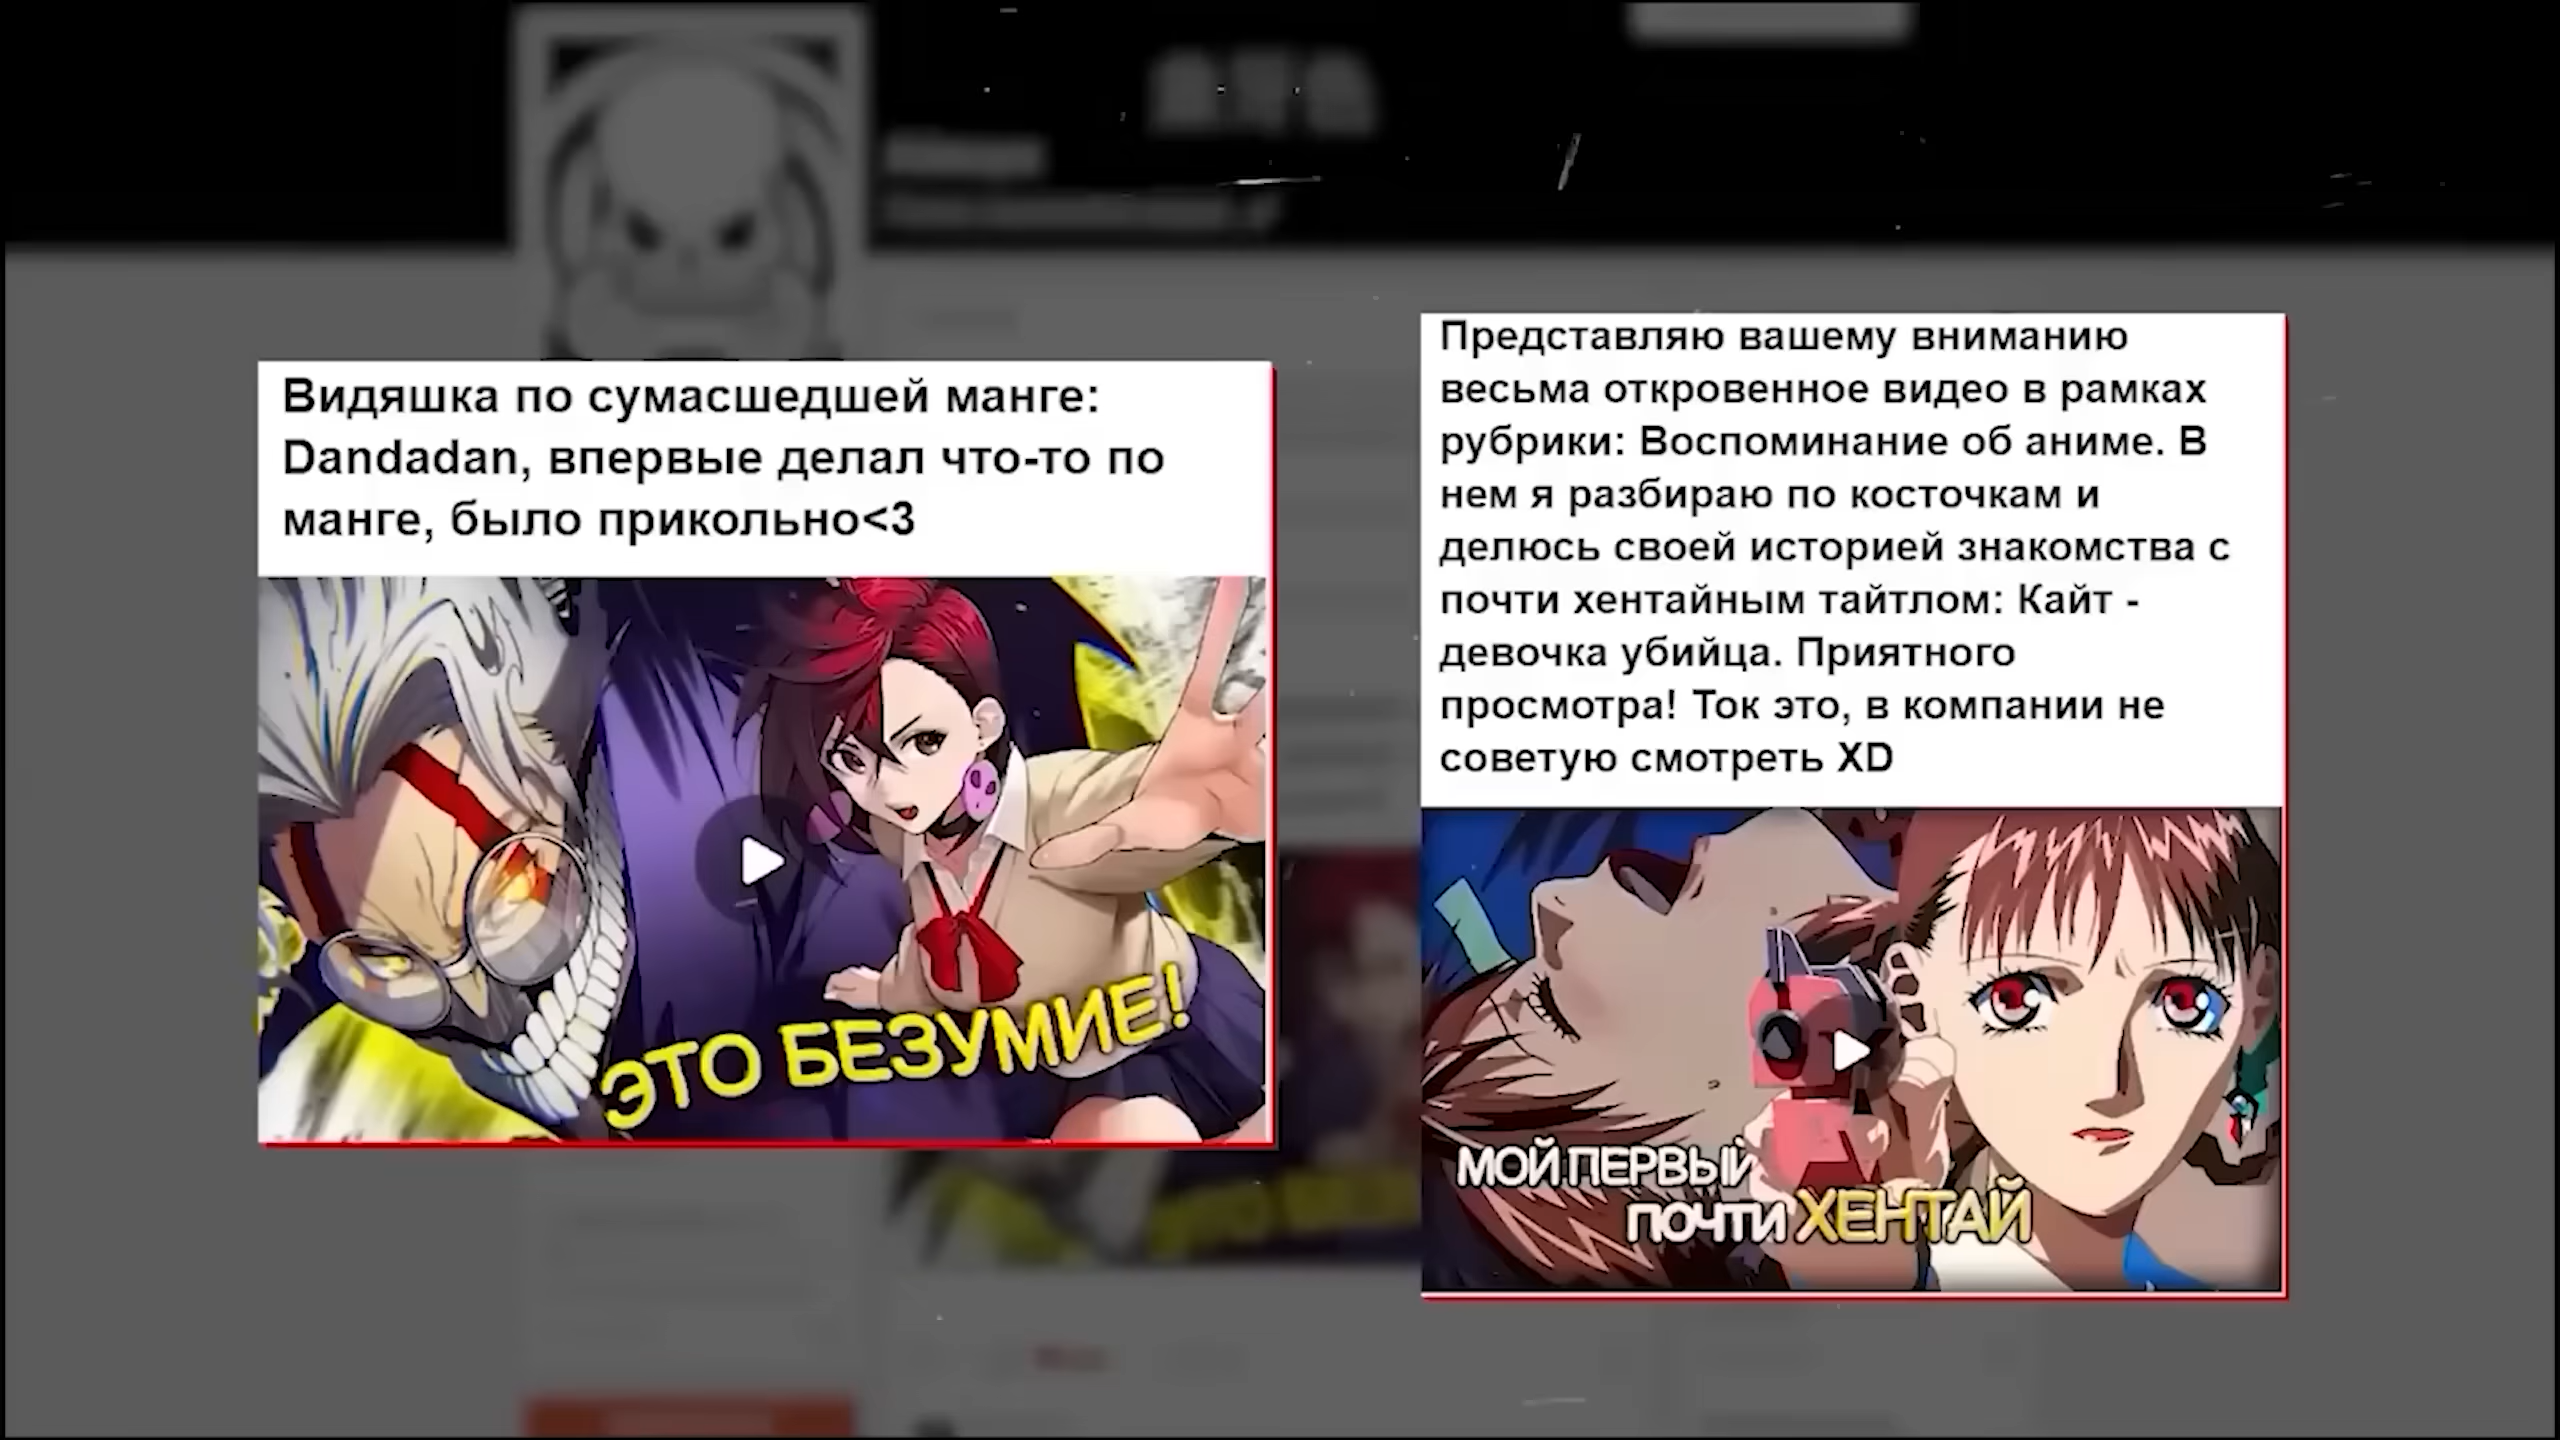 Видяшка по сумасшедшей манге:
Dandadan, впервые делал что-то по
манге, было прикольно<3
ЭТО БЕЗУМИЕ!
Представляю вашему вниманию
весьма откровенное видео в рамках
рубрики: Воспоминание об аниме. В
нем я разбираю по косточкам и
делюсь своей историей знакомства с
почти хентайным тайтлом: Кайт -
девочка убийца. Приятного
просмотра! Ток это, в компании не
советую смотреть XD
МОЙ ПЕРВЫЙ
ПОЧТИ ХЕНТАЙ